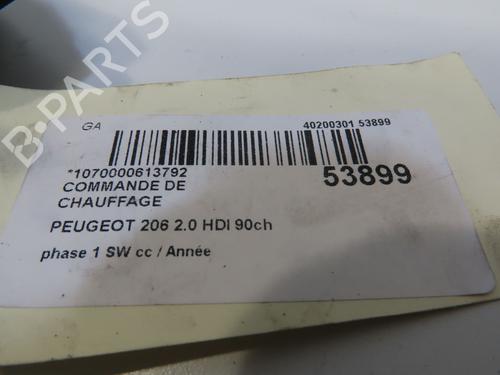 B-PARTS
GA
40200301 53899
*1070000613792
53899
COMMANDE DE
CHAUFFAGE
PEUGEOT 206 2.0 HDI 90ch
phase 1 SW cc / Année